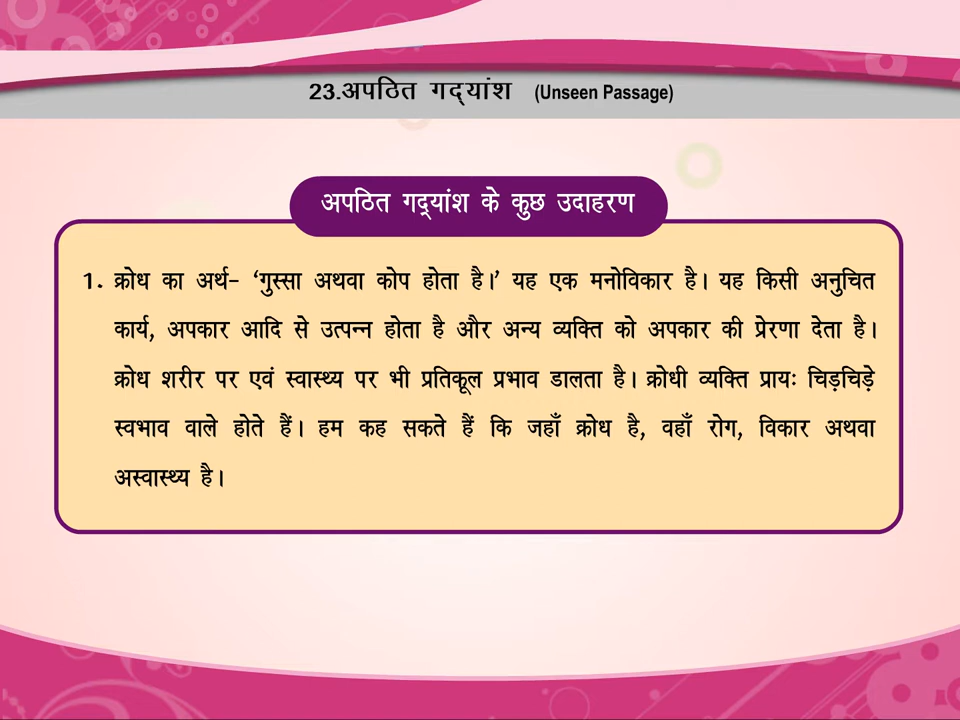 23.अपठित गद्यांश (Unseen Passage)
अपठित गद्यांश के कुछ उदाहरण
1. क्रोध का अर्थ- ‘गुस्सा अथवा कोप होता है।’ यह एक मनोविकार है। यह किसी अनुचित
कार्य, अपकार आदि से उत्पन्न होता है और अन्य व्यक्ति को अपकार की प्रेरणा देता है।
क्रोध शरीर पर एवं स्वास्थ्य पर भी प्रतिकूल प्रभाव डालता है। क्रोधी व्यक्ति प्रायः चिड़चिड़े
स्वभाव वाले होते हैं। हम कह सकते हैं कि जहाँ क्रोध है, वहाँ रोग, विकार अथवा
अस्वास्थ्य है।